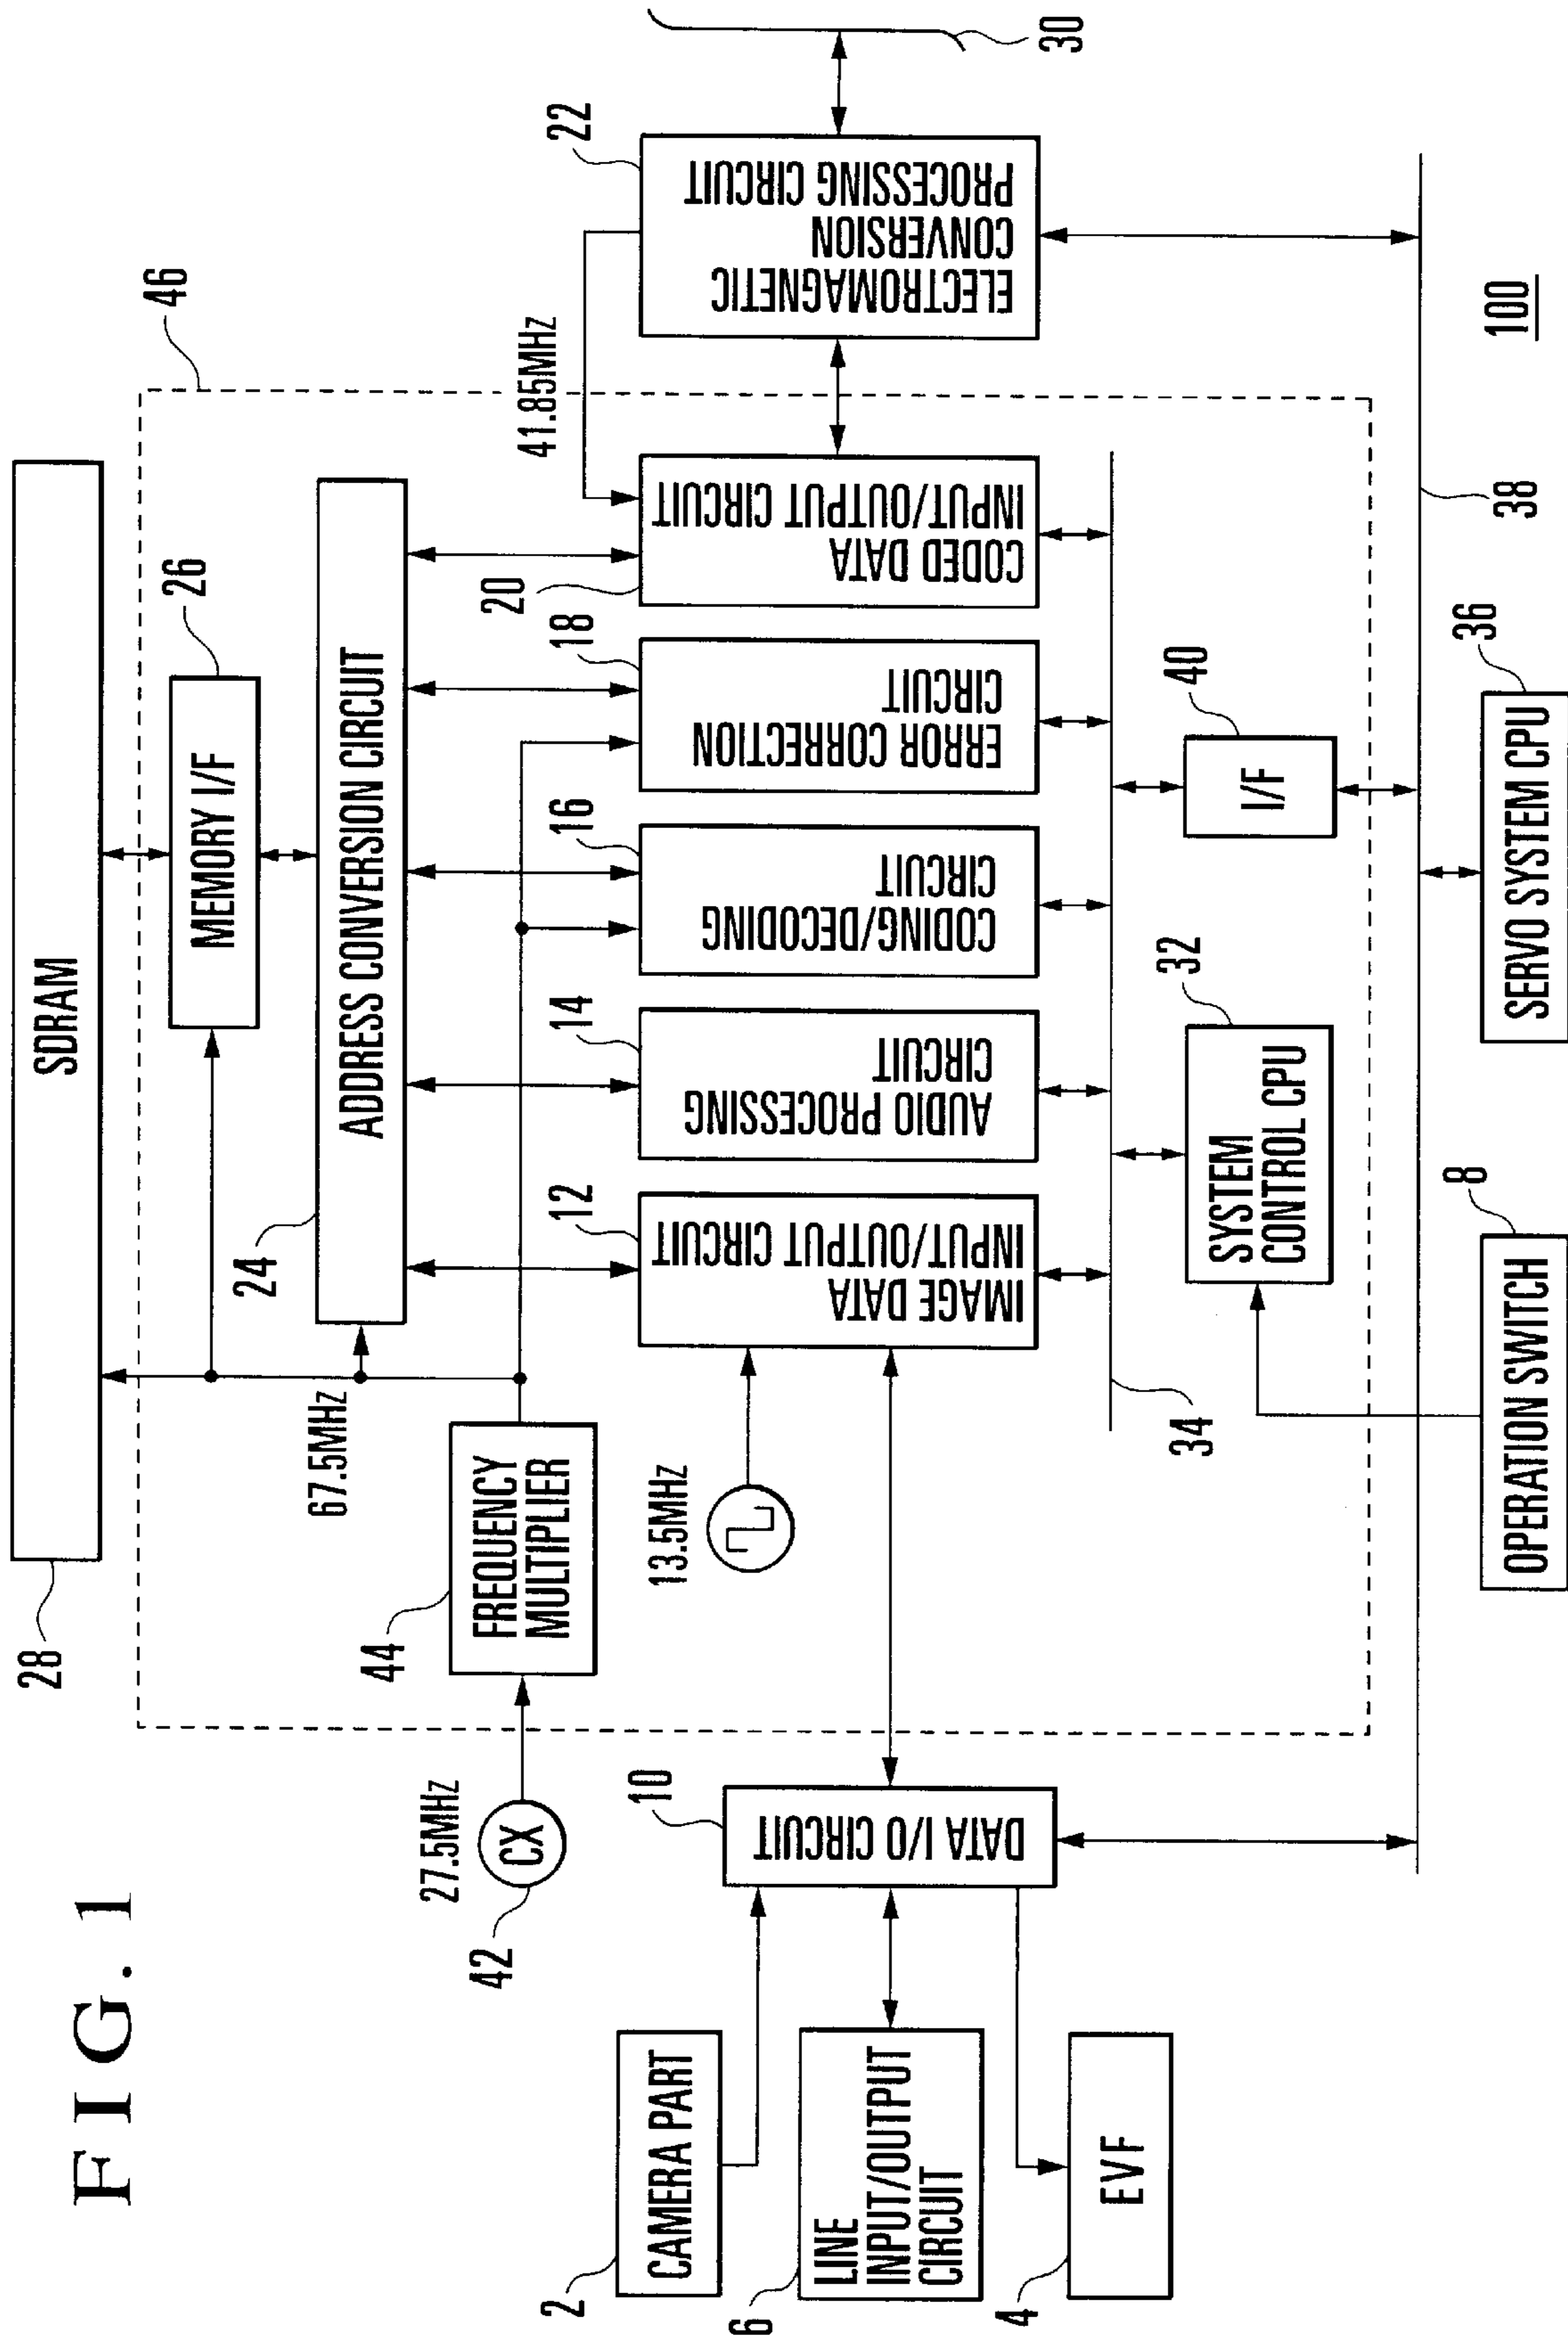 FIG. 1
28
SDRAM
46
26
MEMORY I/F
24
ADDRESS CONVERSION CIRCUIT
67.5MHz
44
FREQUENCY
MULTIPLIER
27.5MHz
CX
42
41.85MHz
13.5MHz
12
IMAGE DATA
INPUT/OUTPUT CIRCUIT
14
AUDIO PROCESSING
CIRCUIT
16
CODING/DECODING
CIRCUIT
18
ERROR CORRECTION
CIRCUIT
20
CODED DATA
INPUT/OUTPUT CIRCUIT
22
ELECTROMAGNETIC
CONVERSION
PROCESSING CIRCUIT
30
2
CAMERA PART
6
LINE
INPUT/OUTPUT
CIRCUIT
4
EVF
10
DATA I/O CIRCUIT
34
32
SYSTEM
CONTROL CPU
40
I/F
38
8
OPERATION SWITCH
36
SERVO SYSTEM CPU
100